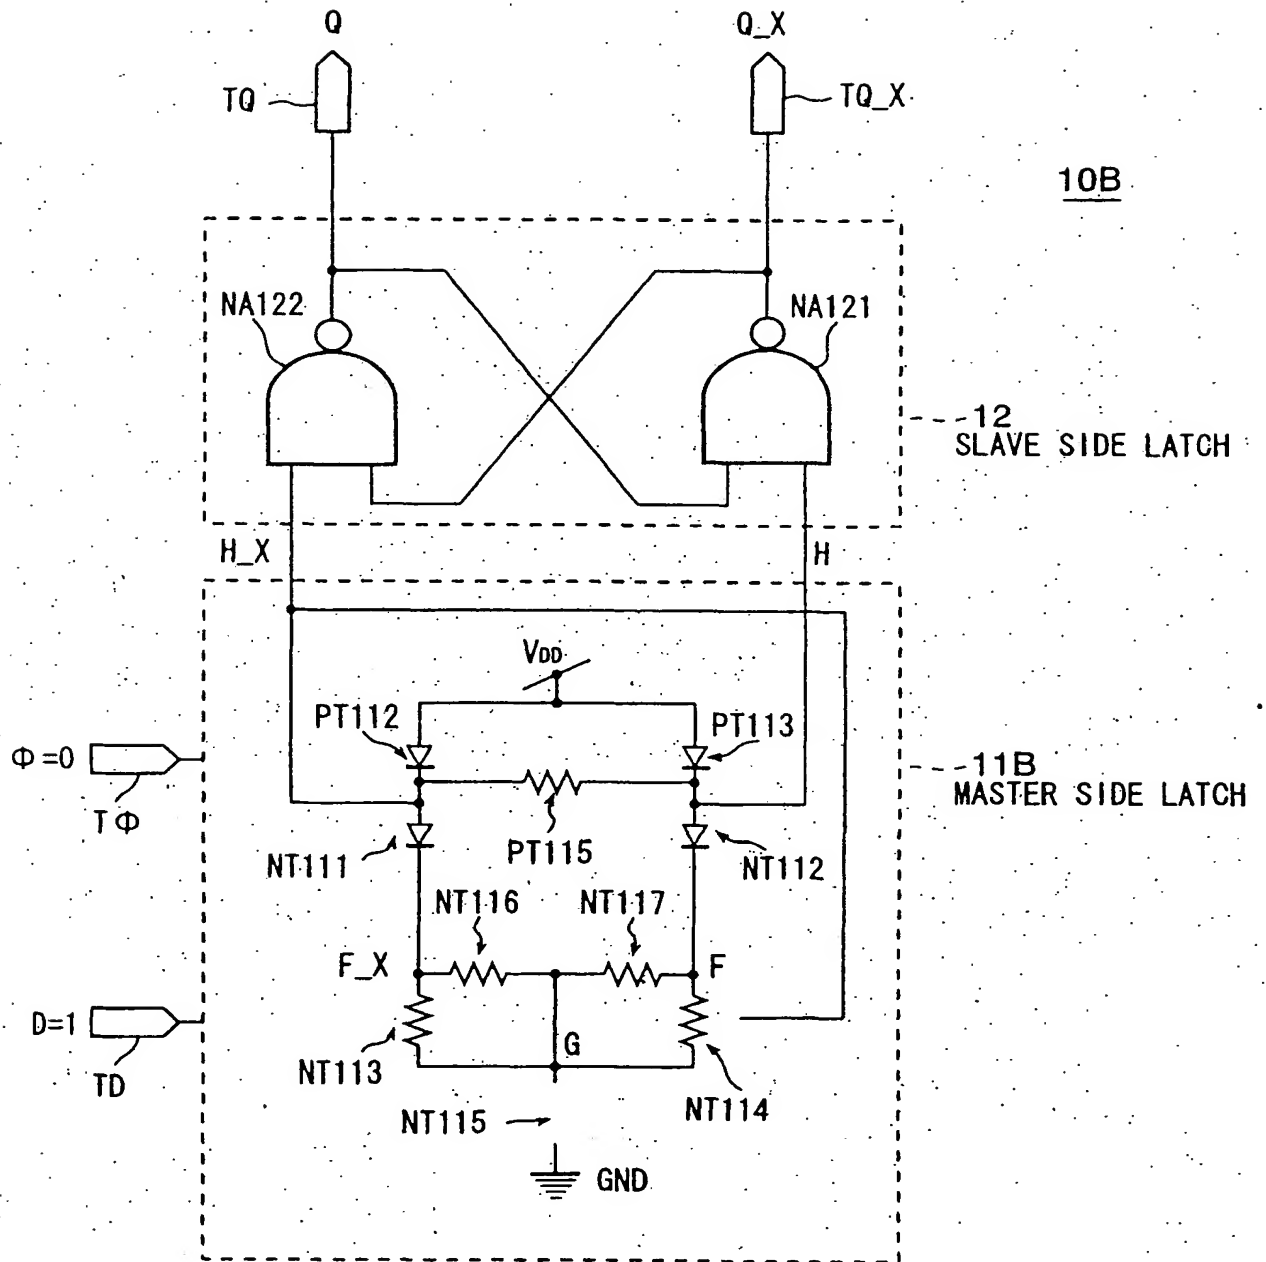 Q
Q_X
TQ
TQ_X
10B
NA122
NA121
12
SLAVE SIDE LATCH
H_X
H
VDD
PT112
PT113
Φ=0
TΦ
11B
MASTER SIDE LATCH
NT111
PT115
NT112
NT116
NT117
F_X
F
D=1
TD
NT113
G
NT114
NT115
GND